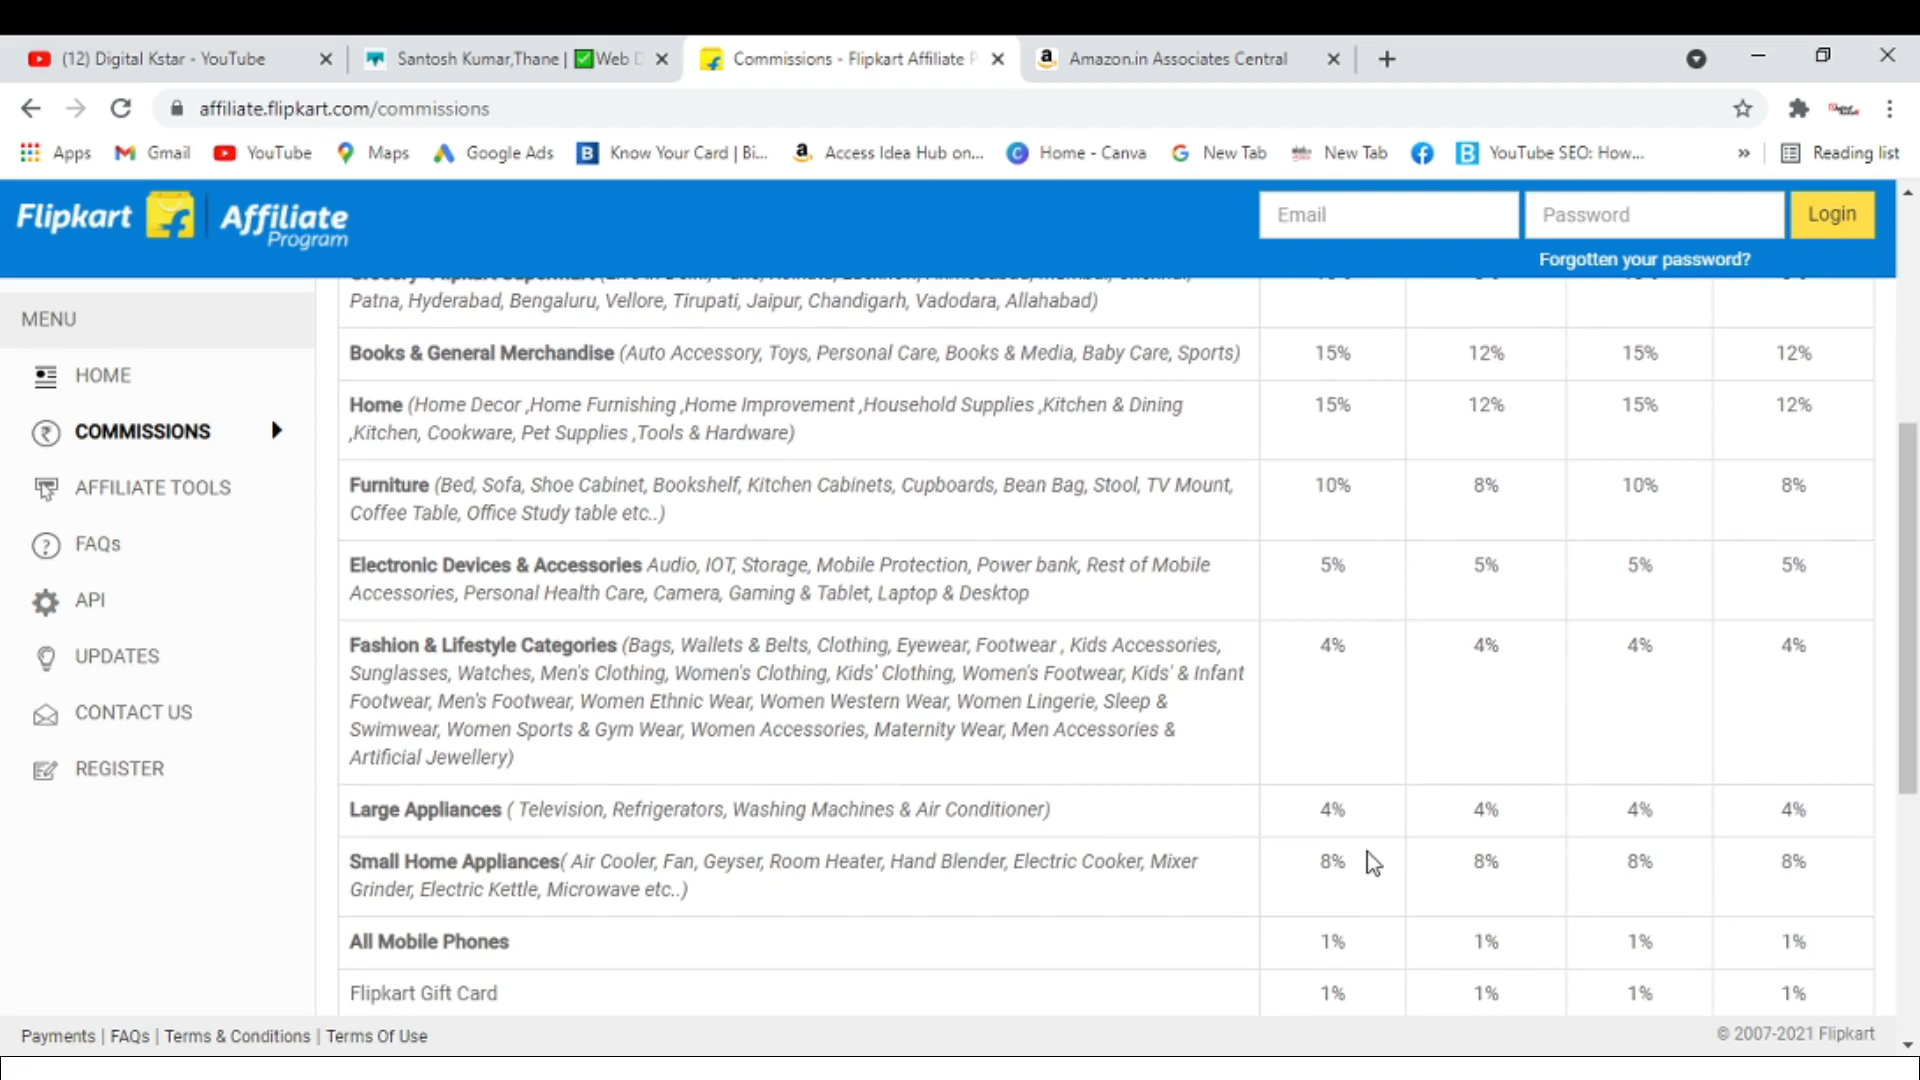 (12) Digital Kstar - YouTube
Santosh Kumar,Thane | ✅Web D
Commissions - Flipkart Affiliate P
Amazon.in Associates Central
affiliate.flipkart.com/commissions
Apps
Gmail
YouTube
Maps
Google Ads
Know Your Card | Bi...
Access Idea Hub on...
Home - Canva
New Tab
New Tab
YouTube SEO: How...
»
Reading list
Flipkart
Affiliate
Program
Email
Password
Login
Forgotten your password?
MENU
HOME
COMMISSIONS
AFFILIATE TOOLS
FAQs
API
UPDATES
CONTACT US
REGISTER
Patna, Hyderabad, Bengaluru, Vellore, Tirupati, Jaipur, Chandigarh, Vadodara, Allahabad)
Books & General Merchandise (Auto Accessory, Toys, Personal Care, Books & Media, Baby Care, Sports) 15% 12% 15% 12%
Home (Home Decor ,Home Furnishing ,Home Improvement ,Household Supplies ,Kitchen & Dining 15% 12% 15% 12%
,Kitchen, Cookware, Pet Supplies ,Tools & Hardware)
Furniture (Bed, Sofa, Shoe Cabinet, Bookshelf, Kitchen Cabinets, Cupboards, Bean Bag, Stool, TV Mount, 10% 8% 10% 8%
Coffee Table, Office Study table etc..)
Electronic Devices & Accessories Audio, IOT, Storage, Mobile Protection, Power bank, Rest of Mobile 5% 5% 5% 5%
Accessories, Personal Health Care, Camera, Gaming & Tablet, Laptop & Desktop
Fashion & Lifestyle Categories (Bags, Wallets & Belts, Clothing, Eyewear, Footwear , Kids Accessories, 4% 4% 4% 4%
Sunglasses, Watches, Men's Clothing, Women's Clothing, Kids' Clothing, Women's Footwear, Kids' & Infant
Footwear, Men's Footwear, Women Ethnic Wear, Women Western Wear, Women Lingerie, Sleep &
Swimwear, Women Sports & Gym Wear, Women Accessories, Maternity Wear, Men Accessories &
Artificial Jewellery)
Large Appliances ( Television, Refrigerators, Washing Machines & Air Conditioner) 4% 4% 4% 4%
Small Home Appliances( Air Cooler, Fan, Geyser, Room Heater, Hand Blender, Electric Cooker, Mixer 8% 8% 8% 8%
Grinder, Electric Kettle, Microwave etc..)
All Mobile Phones 1% 1% 1% 1%
Flipkart Gift Card 1% 1% 1% 1%
Payments | FAQs | Terms & Conditions | Terms Of Use
© 2007-2021 Flipkart